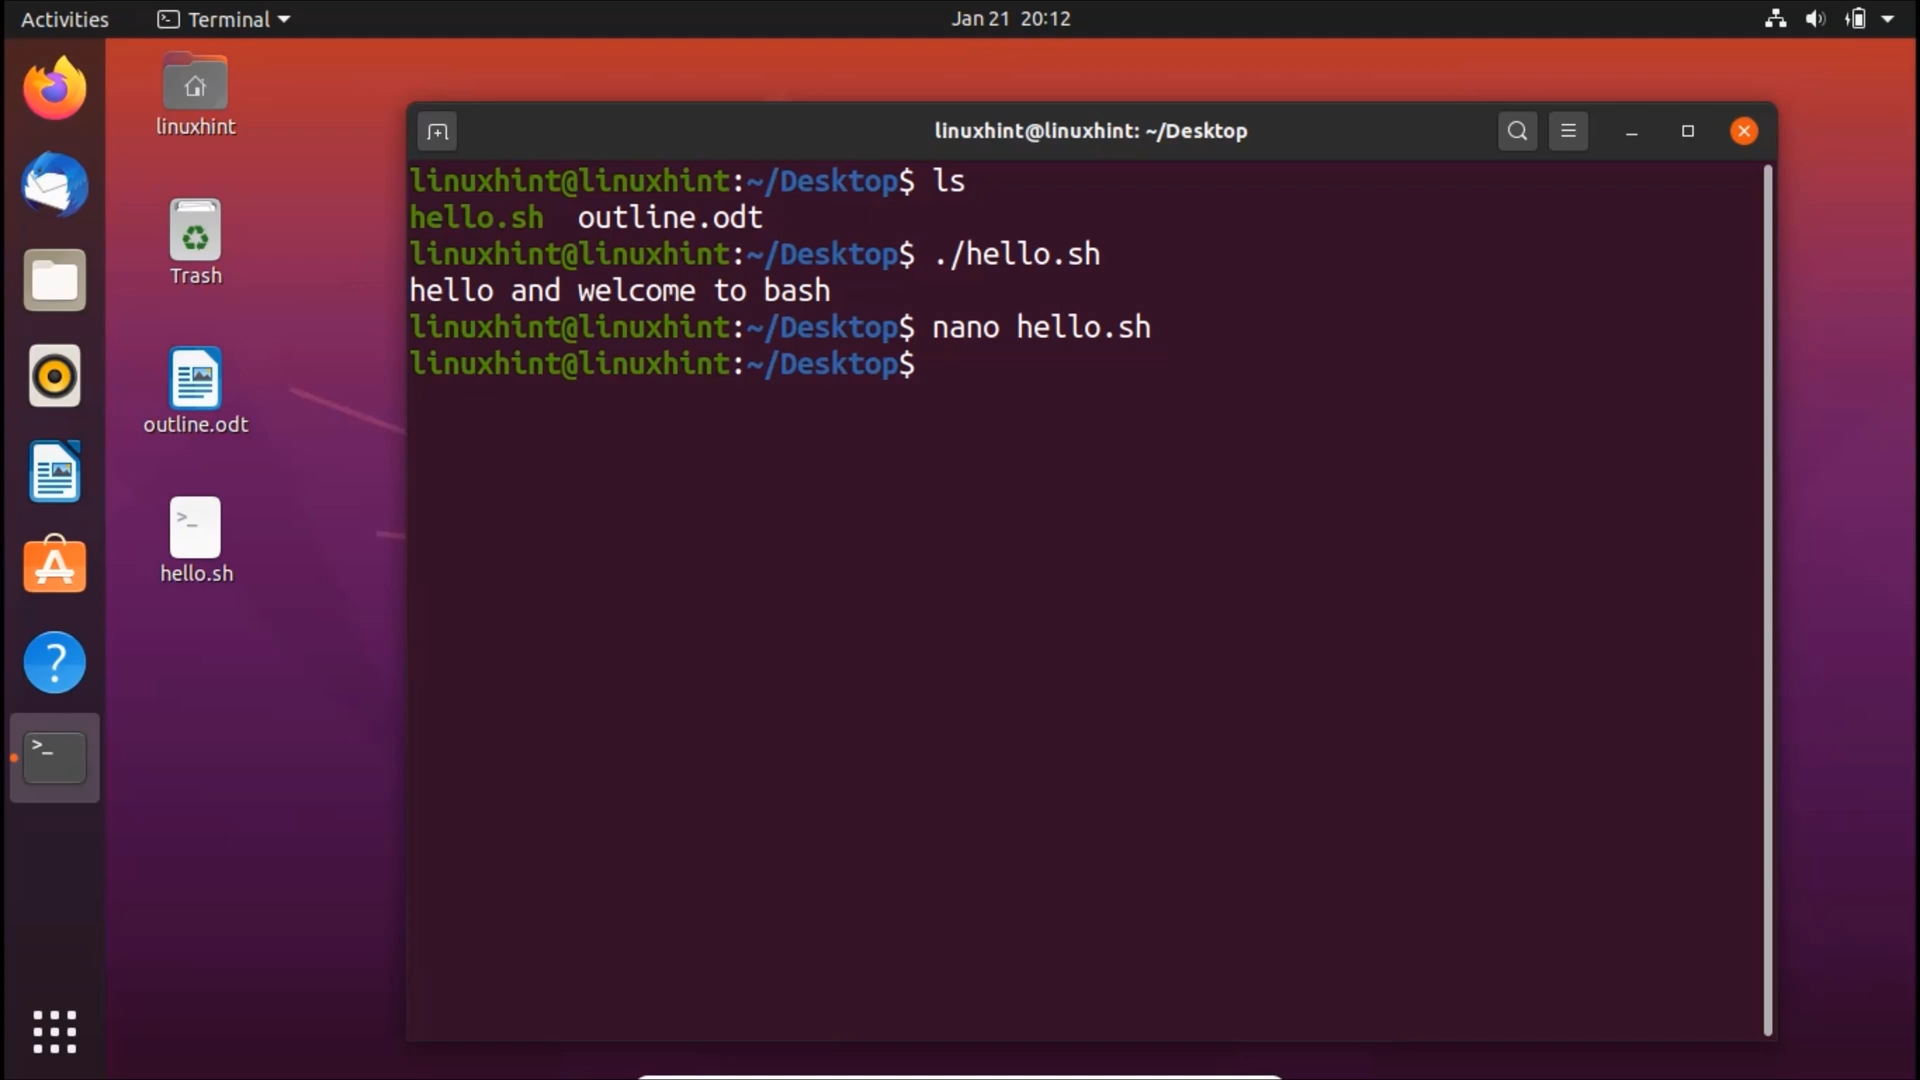 Activities Terminal Jan 21 20:12
linuxhint
Trash
outline.odt
hello.sh
linuxhint@linuxhint: ~/Desktop
linuxhint@linuxhint:~/Desktop$ ls
hello.sh outline.odt
linuxhint@linuxhint:~/Desktop$ ./hello.sh
hello and welcome to bash
linuxhint@linuxhint:~/Desktop$ nano hello.sh
linuxhint@linuxhint:~/Desktop$